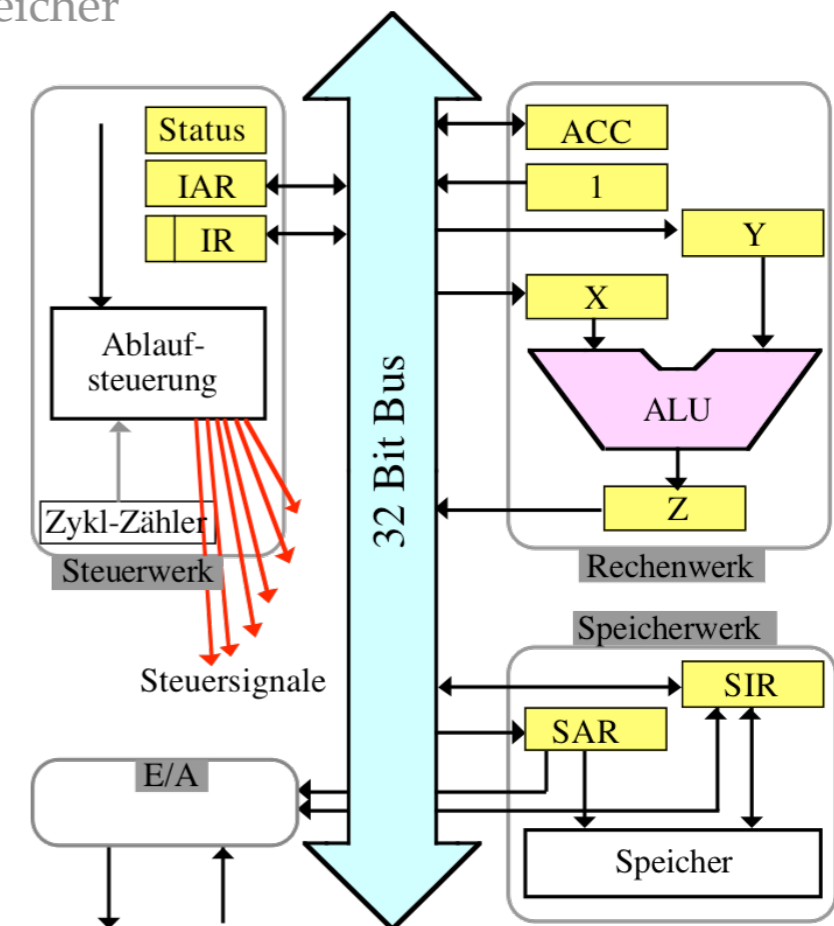 eicher
Status
IAR
IR
Ablauf-
steuerung
Zykl-Zähler
Steuerwerk
Steuersignale
E/A
32 Bit Bus
ACC
1
Y
X
ALU
Z
Rechenwerk
Speicherwerk
SIR
SAR
Speicher